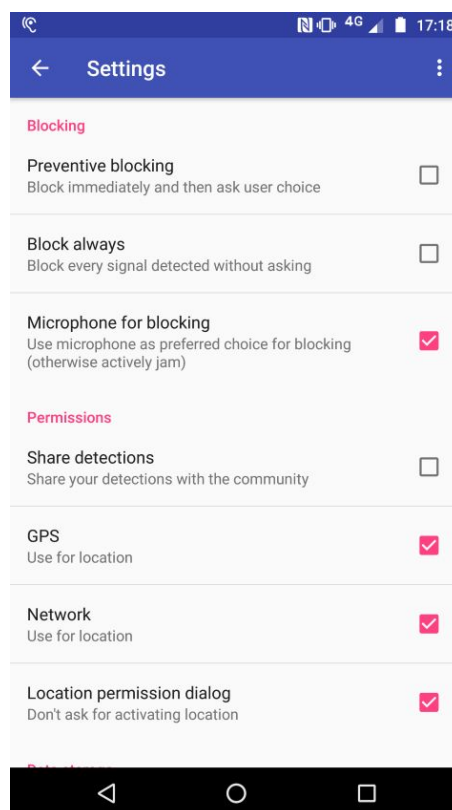 4G 17:18
Settings
Blocking
Preventive blocking
Block immediately and then ask user choice
Block always
Block every signal detected without asking
Microphone for blocking
Use microphone as preferred choice for blocking
(otherwise actively jam)
Permissions
Share detections
Share your detections with the community
GPS
Use for location
Network
Use for location
Location permission dialog
Don't ask for activating location